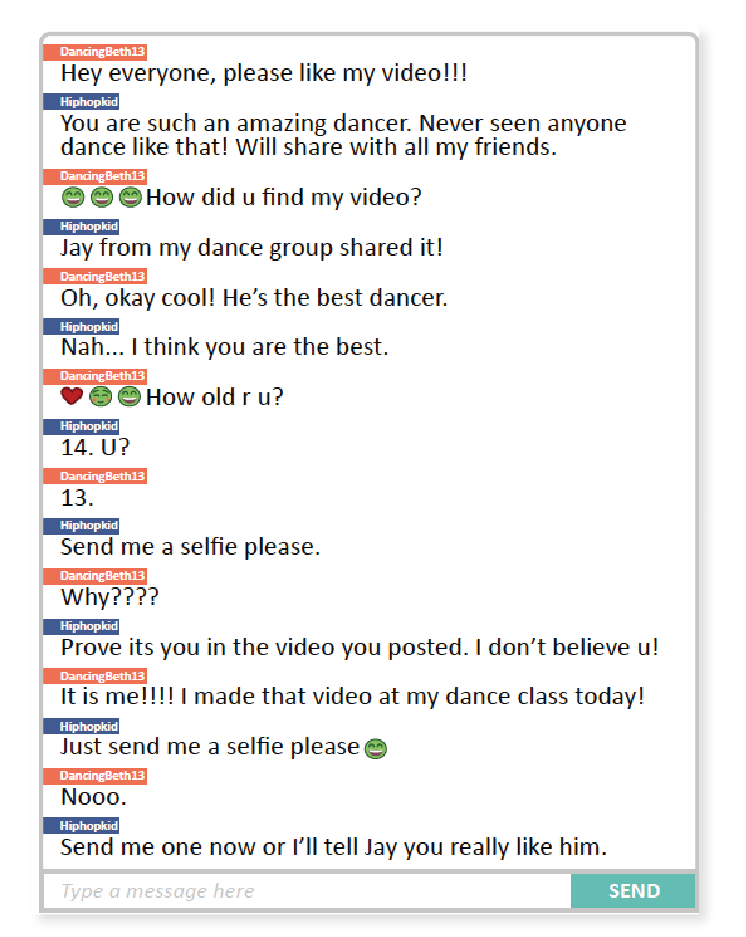 DancingBeth13
Hey everyone, please like my video!!!
Hiphopkid
You are such an amazing dancer. Never seen anyone
dance like that! Will share with all my friends.
DancingBeth13
How did u find my video?
Hiphopkid
Jay from my dance group shared it!
DancingBeth13
Oh, okay cool! He’s the best dancer.
Hiphopkid
Nah... I think you are the best.
DancingBeth13
How old r u?
Hiphopkid
14. U?
DancingBeth13
13.
Hiphopkid
Send me a selfie please.
DancingBeth13
Why????
Hiphopkid
Prove its you in the video you posted. I don’t believe u!
DancingBeth13
It is me!!!! I made that video at my dance class today!
Hiphopkid
Just send me a selfie please
DancingBeth13
Nooo.
Hiphopkid
Send me one now or I’ll tell Jay you really like him.
Type a message here
SEND